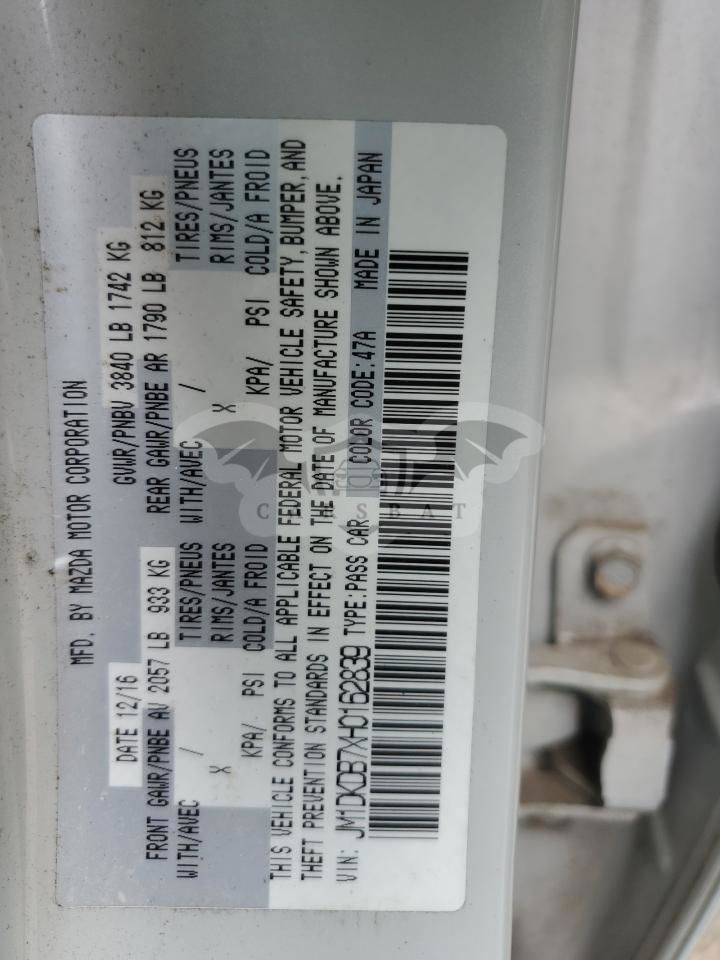 MFD. BY MAZDA MOTOR CORPORATION
DATE 12/16 GVWR/PNBV 3840 LB 1742 KG
FRONT GAWR/PNBE AV 2057 LB 933 KG REAR GAWR/PNBE AR 1790 LB 812 KG
WITH/AVEC TIRES/PNEUS WITH/AVEC TIRES/PNEUS
X / RIMS/JANTES X / RIMS/JANTES
KPA/ PSI COLD/A FROID KPA/ PSI COLD/A FROID
THIS VEHICLE CONFORMS TO ALL APPLICABLE FEDERAL MOTOR VEHICLE SAFETY, BUMPER, AND
THEFT PREVENTION STANDARDS IN EFFECT ON THE DATE OF MANUFACTURE SHOWN ABOVE.
VIN: JM1DKDB7XH0162839 TYPE:PASS CAR COLOR CODE:47A MADE IN JAPAN
CARSBAT